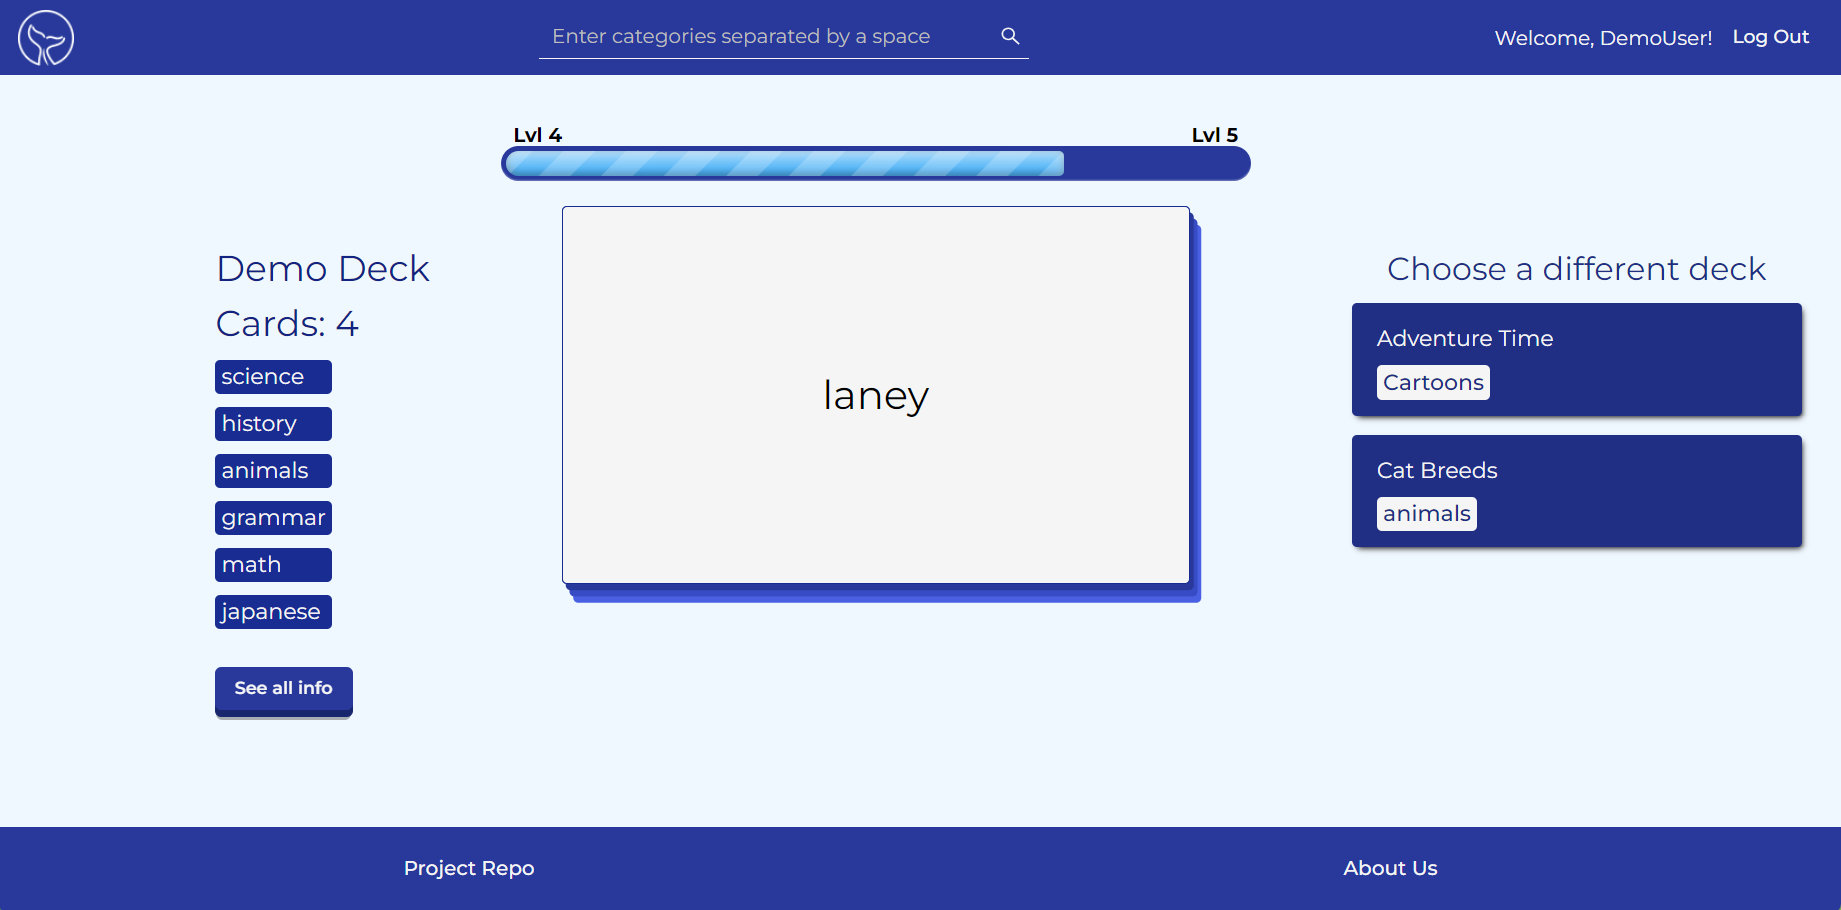 Enter categories separated by a space
Welcome, DemoUser!
Log Out
Lvl 4
Lvl 5
Demo Deck
Cards: 4
science
history
animals
grammar
math
japanese
See all info
laney
Choose a different deck
Adventure Time
Cartoons
Cat Breeds
animals
Project Repo
About Us